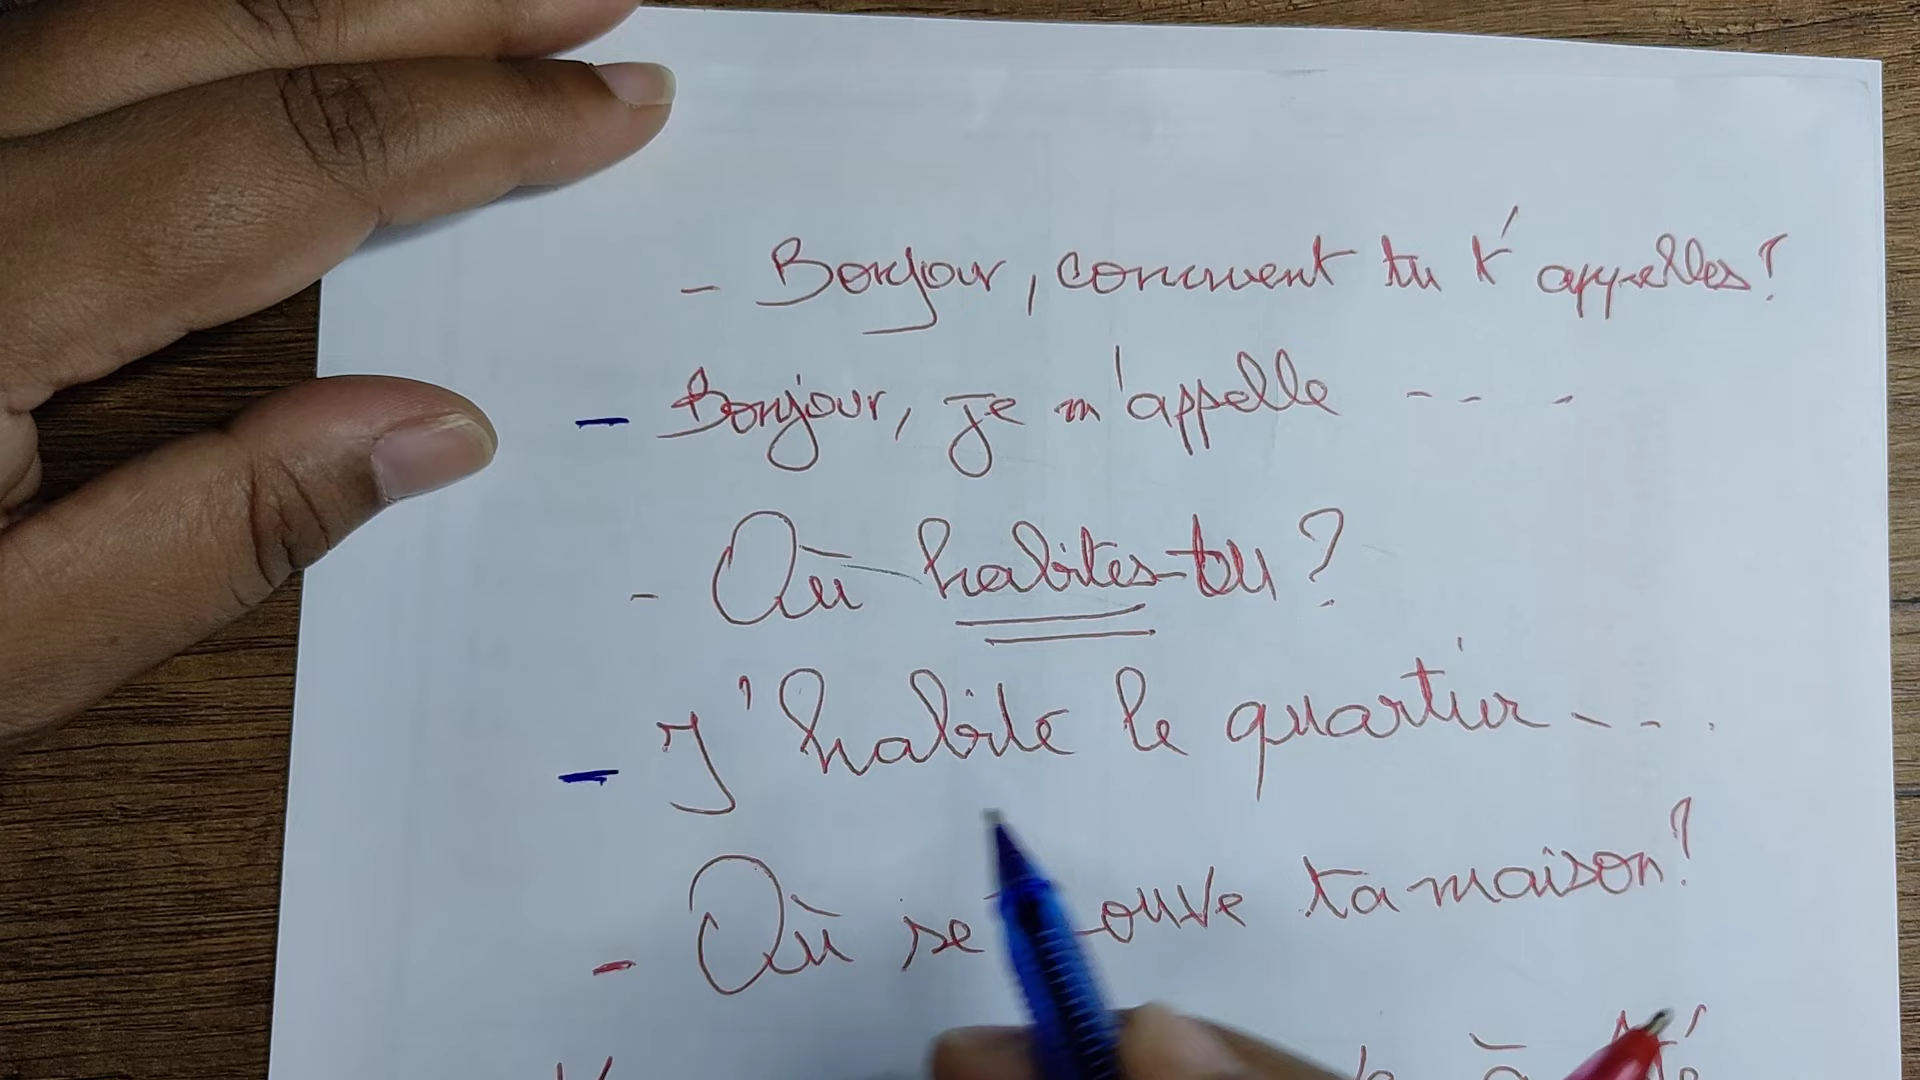 - Bonjour, comment tu t'appelles?
- Bonjour, je m'appelle - - -
- Où habites-tu?
- J'habite le quartier - - .
- Où se ouve ta maison?
à